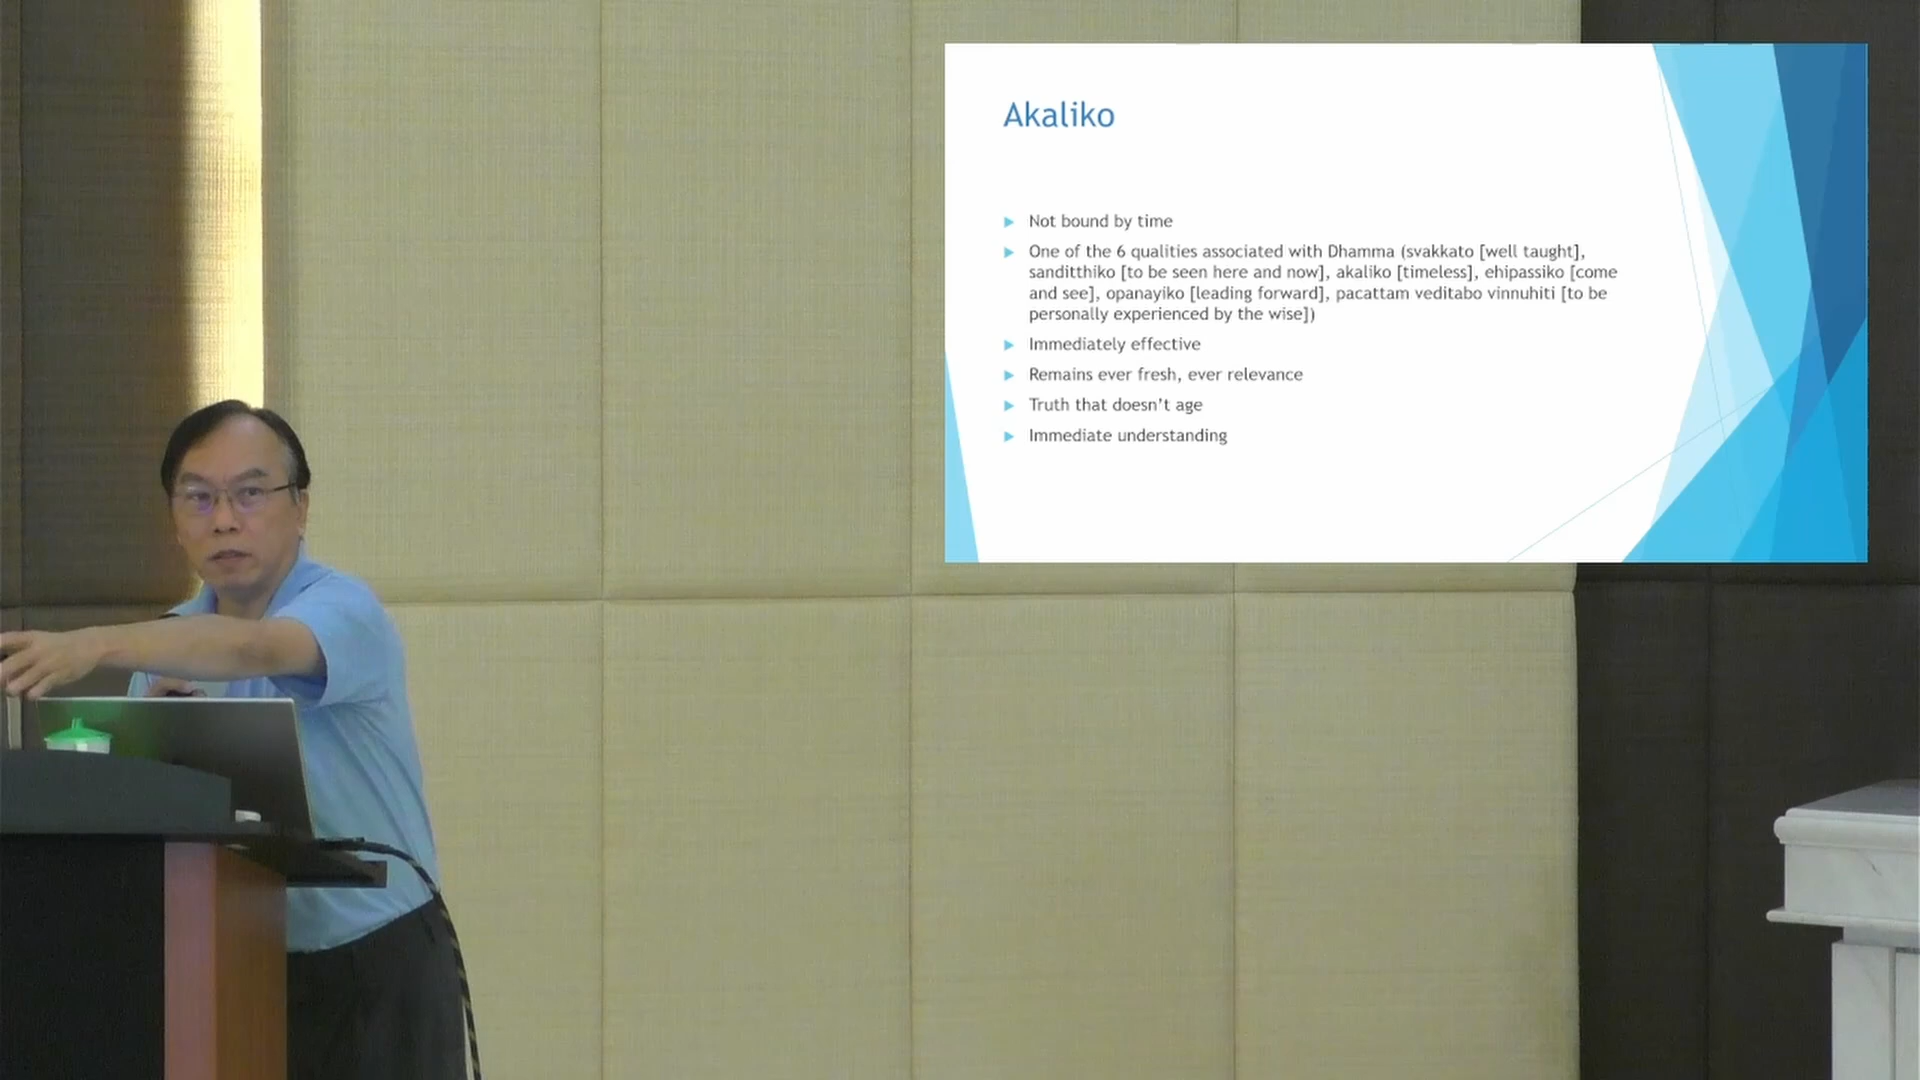 Akaliko
Not bound by time
One of the 6 qualities associated with Dhamma (svakkato [well taught],
sanditthiko [to be seen here and now], akaliko [timeless], ehipassiko [come
and see], opanayiko [leading forward], pacattam veditabo vinnuhiti [to be
personally experienced by the wise])
Immediately effective
Remains ever fresh, ever relevance
Truth that doesn't age
Immediate understanding